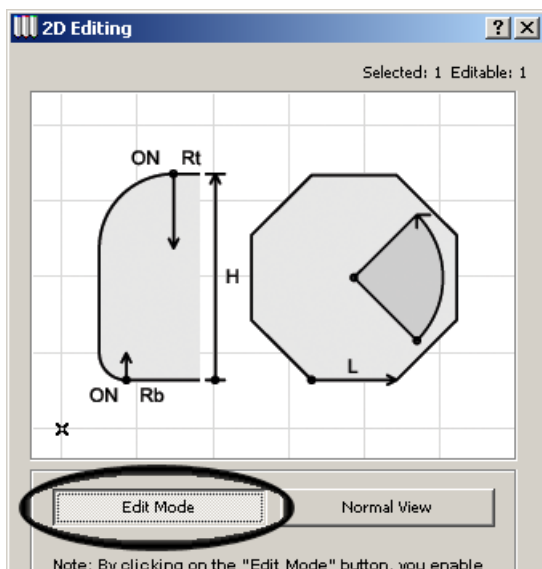 2D Editing
Selected: 1 Editable: 1
ON Rt
H
L
ON Rb
Edit Mode
Normal View
Note: By clicking on the "Edit Mode" button, you enable